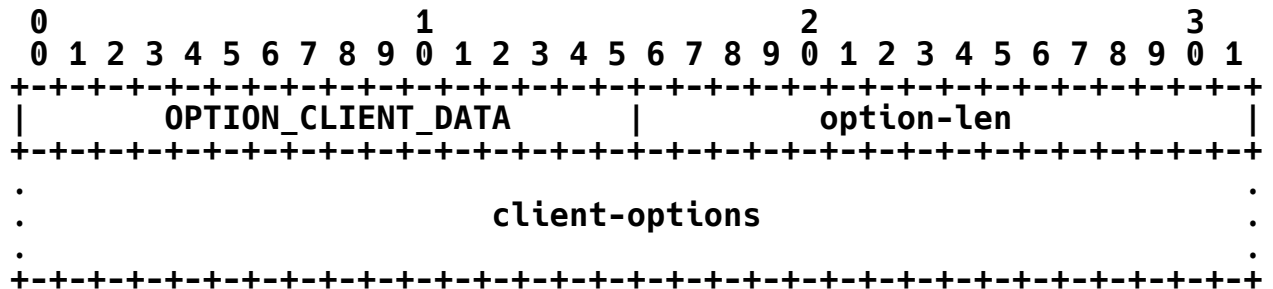 0                   1                   2                   3
 0 1 2 3 4 5 6 7 8 9 0 1 2 3 4 5 6 7 8 9 0 1 2 3 4 5 6 7 8 9 0 1
+-+-+-+-+-+-+-+-+-+-+-+-+-+-+-+-+-+-+-+-+-+-+-+-+-+-+-+-+-+-+-+-+
|       OPTION_CLIENT_DATA      |         option-len            |
+-+-+-+-+-+-+-+-+-+-+-+-+-+-+-+-+-+-+-+-+-+-+-+-+-+-+-+-+-+-+-+-+
.                                                               .
.                        client-options                         .
.                                                               .
+-+-+-+-+-+-+-+-+-+-+-+-+-+-+-+-+-+-+-+-+-+-+-+-+-+-+-+-+-+-+-+-+